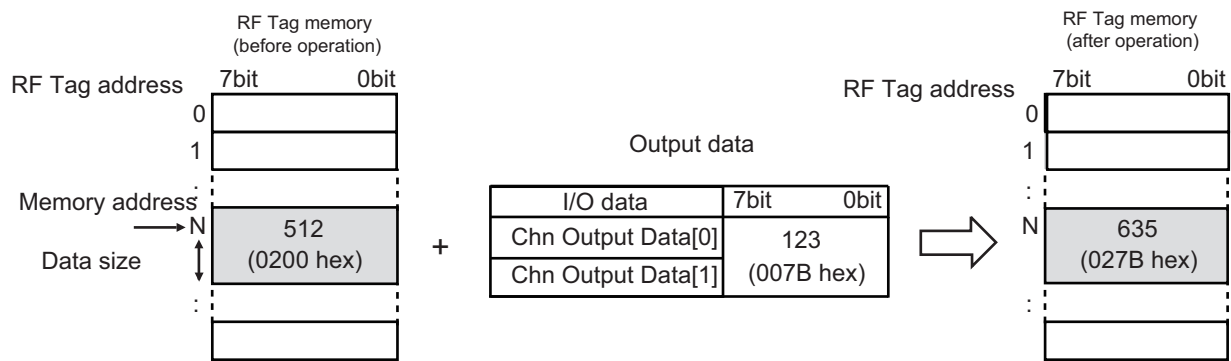 RF Tag memory
(before operation)
RF Tag address
7bit 0bit
0
1
:
Memory address
N
Data size
512
(0200 hex)
:
+
Output data
I/O data 7bit 0bit
Chn Output Data[0]
Chn Output Data[1]
123
(007B hex)
RF Tag memory
(after operation)
RF Tag address
7bit 0bit
0
1
:
N
635
(027B hex)
: